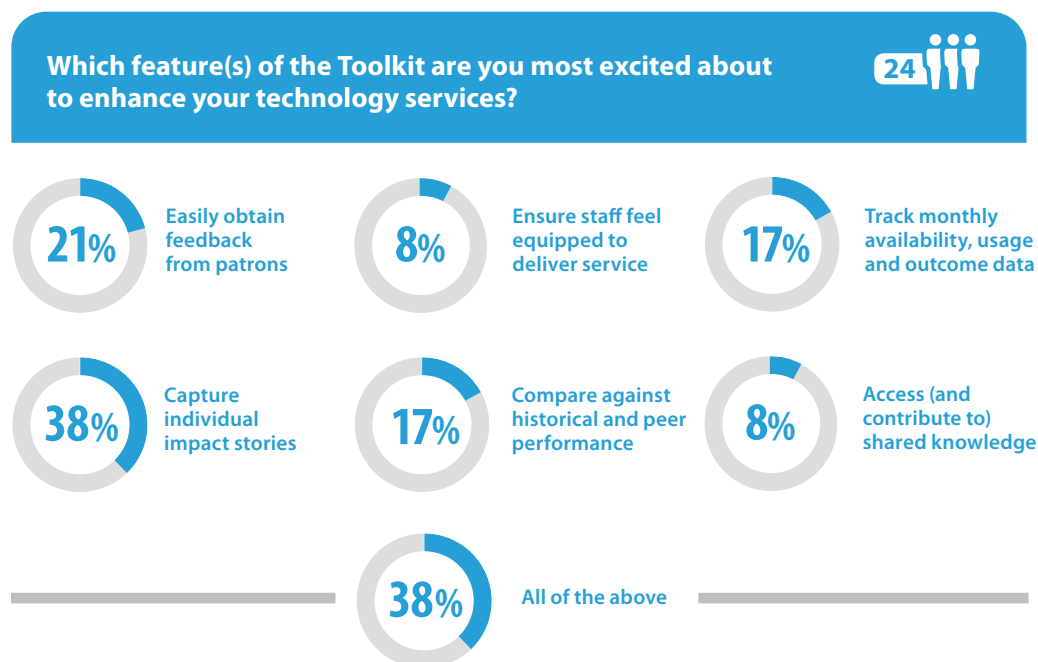 Which feature(s) of the Toolkit are you most excited about
to enhance your technology services?
24
21%
Easily obtain
feedback
from patrons
8%
Ensure staff feel
equipped to
deliver service
17%
Track monthly
availability, usage
and outcome data
38%
Capture
individual
impact stories
17%
Compare against
historical and peer
performance
8%
Access (and
contribute to)
shared knowledge
38%
All of the above